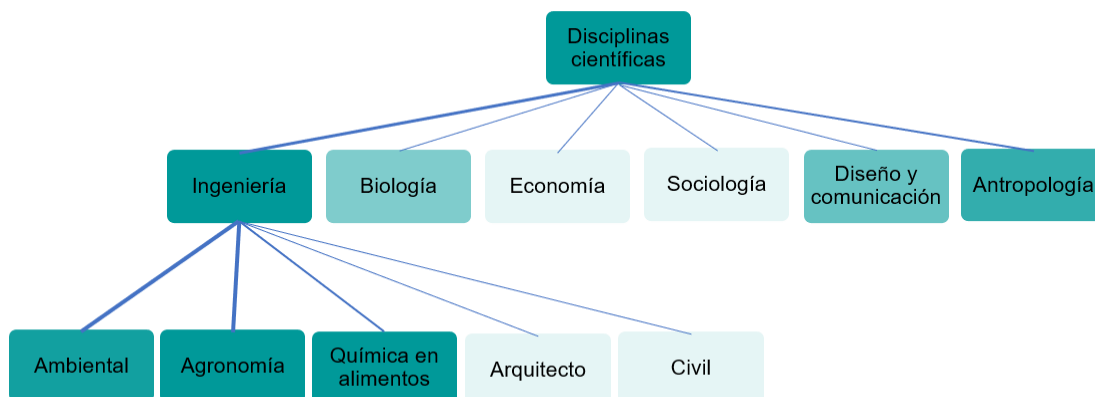 Disciplinas
científicas
Ingeniería
Biología
Economía
Sociología
Diseño y
comunicación
Antropología
Ambiental
Agronomía
Química en
alimentos
Arquitecto
Civil